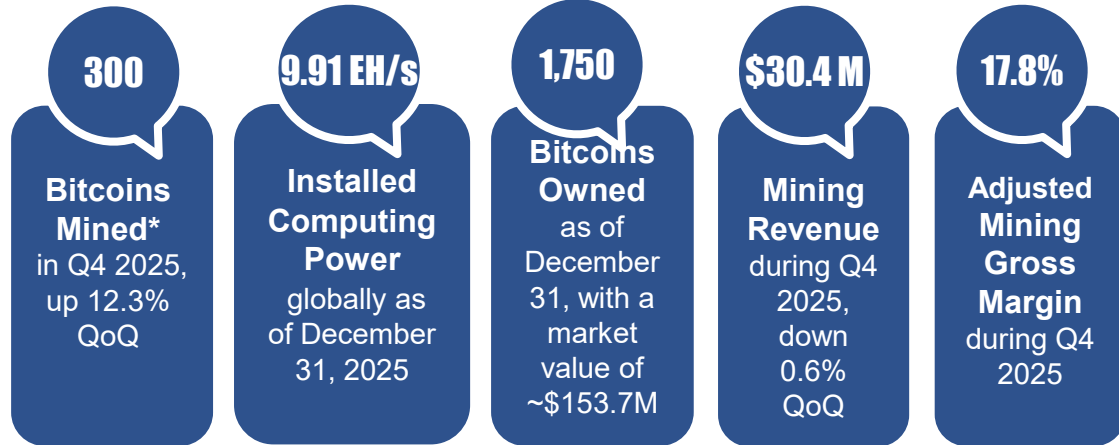 300
Bitcoins
Mined*
in Q4 2025,
up 12.3%
QoQ
9.91 EH/s
Installed
Computing
Power
globally as
of December
31, 2025
1,750
Bitcoins
Owned
as of
December
31, with a
market
value of
~$153.7M
$30.4 M
Mining
Revenue
during Q4
2025,
down
0.6%
QoQ
17.8%
Adjusted
Mining
Gross
Margin
during Q4
2025